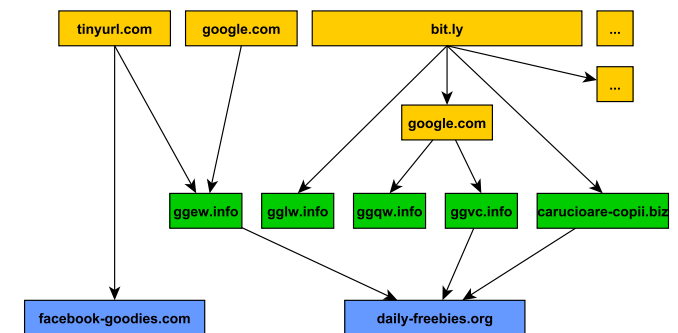 tinyurl.com
google.com
bit.ly
...
...
google.com
ggew.info
gglw.info
ggqw.info
ggvc.info
carucioare-copii.biz
facebook-goodies.com
daily-freebies.org